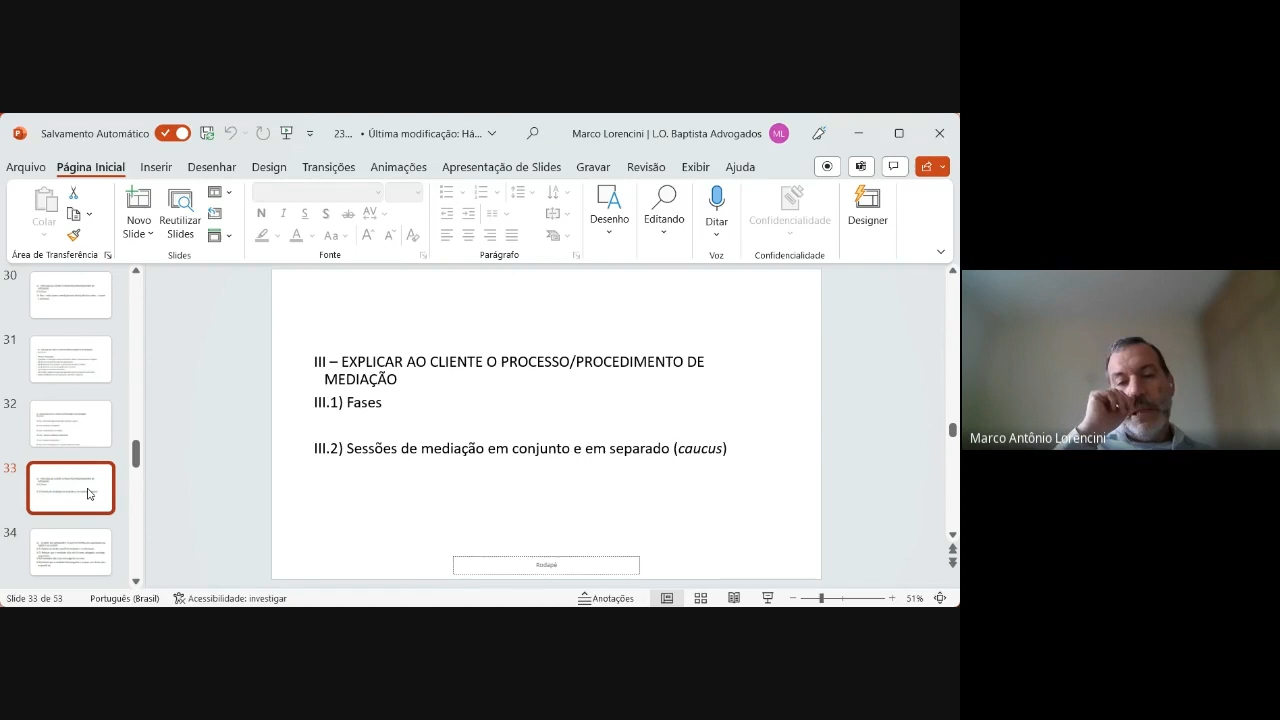 Salvamento Automático
23... • Última modificação: Há...
Marco Lorencini | L.O. Baptista Advogados
ML
Arquivo Página Inicial Inserir Desenhar Design Transições Animações Apresentação de Slides Gravar Revisão Exibir Ajuda
Colar
Novo Slide
Reutilizar Slides
N I S S ab AV
A Aa A A
Desenho
Editando
Ditar
Confidencialidade
Designer
Área de Transferência
Slides
Fonte
Parágrafo
Voz
Confidencialidade
30
31
32
33
34
III – EXPLICAR AO CLIENTE O PROCESSO/PROCEDIMENTO DE
MEDIAÇÃO
III.1) Fases
III.2) Sessões de mediação em conjunto e em separado (caucus)
Rodapé
Slide 33 de 53
Português (Brasil)
Acessibilidade: investigar
Anotações
51%
Marco Antônio Lorencini